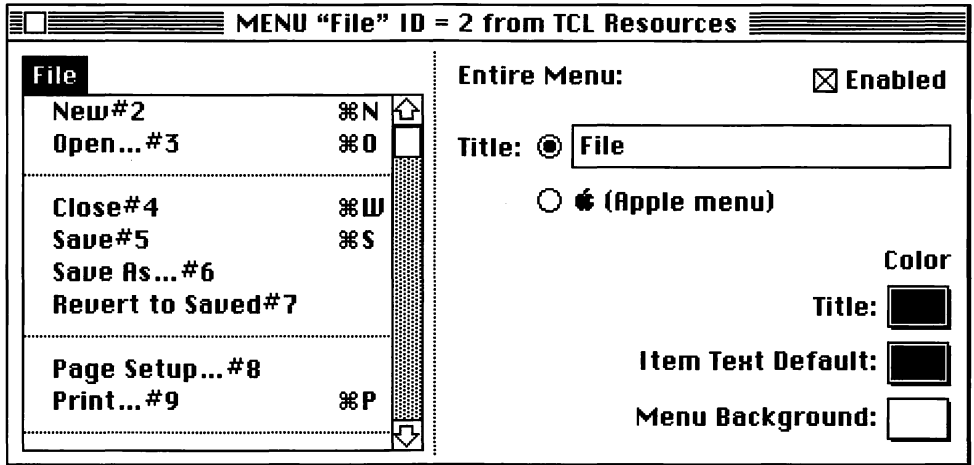 MENU “File” ID = 2 from TCL Resources
File
New#2 ⌘N
Open...#3 ⌘O
Close#4 ⌘W
Save#5 ⌘S
Save As...#6
Revert to Saved#7
Page Setup...#8
Print...#9 ⌘P
Entire Menu: Enabled
Title: File
(Apple menu)
Color
Title:
Item Text Default:
Menu Background: